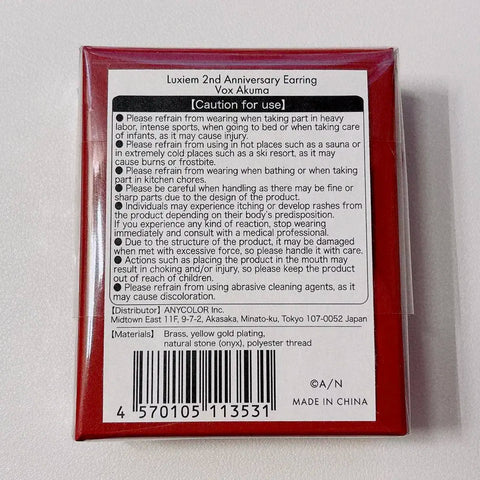 Luxiem 2nd Anniversary Earring
Vox Akuma
【Caution for use】
● Please refrain from wearing when taking part in heavy
labor, intense sports, when going to bed or when taking care
of infants, as it may cause injury.
● Please refrain from using in hot places such as a sauna or
in extremely cold places such as a ski resort, as it may
cause burns or frostbite.
● Please refrain from wearing when bathing or when taking
part in kitchen chores.
● Please be careful when handling as there may be fine or
sharp parts due to the design of the product.
● Individuals may experience itching or develop rashes from
the product depending on their body's predisposition.
If you experience any kind of reaction, stop wearing
immediately and consult with a medical professional.
● Due to the structure of the product, it may be damaged
when met with excessive force, so please handle it with care.
● Actions such as placing the product in the mouth may
result in choking and/or injury, so please keep the product
out of reach of children.
● Please refrain from using abrasive cleaning agents, as it
may cause discoloration.
【Distributor】 ANYCOLOR Inc.
Midtown East 11F, 9-7-2, Akasaka, Minato-ku, Tokyo 107-0052 Japan
【Materials】 Brass, yellow gold plating,
natural stone (onyx), polyester thread
4 570105 113531
©A/N
MADE IN CHINA